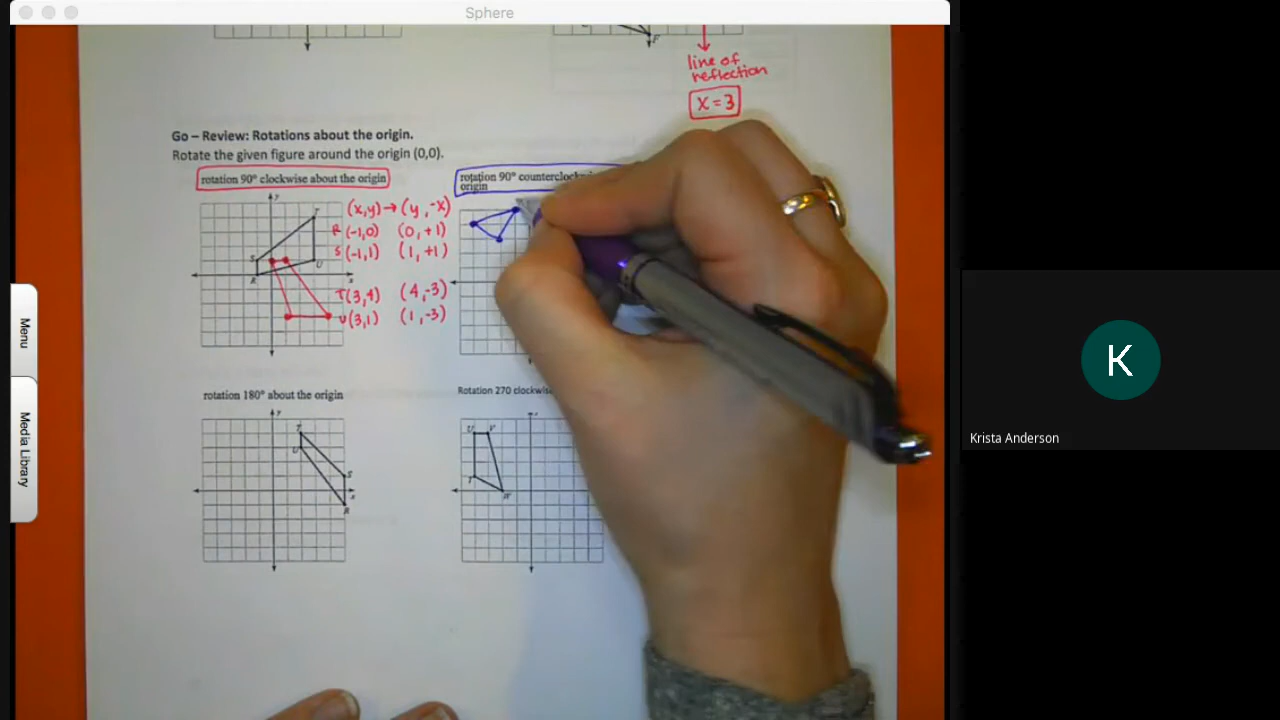 Sphere
F
line of
reflection
x = 3
Go – Review: Rotations about the origin.
Rotate the given figure around the origin (0,0).
rotation 90° clockwise about the origin
rotation 90° counterclockwise
origin
y
(x,y)→(y,-x)
R(-1,0) (0,+1)
S(-1,1) (1,+1)
T(3,4) (4,-3)
U(3,1) (1,-3)
T
S
U
R
x
Menu
Media Library
rotation 180° about the origin
Rotation 270 clockwise
y
T
U
S
x
R
U
V
T
W
K
Krista Anderson